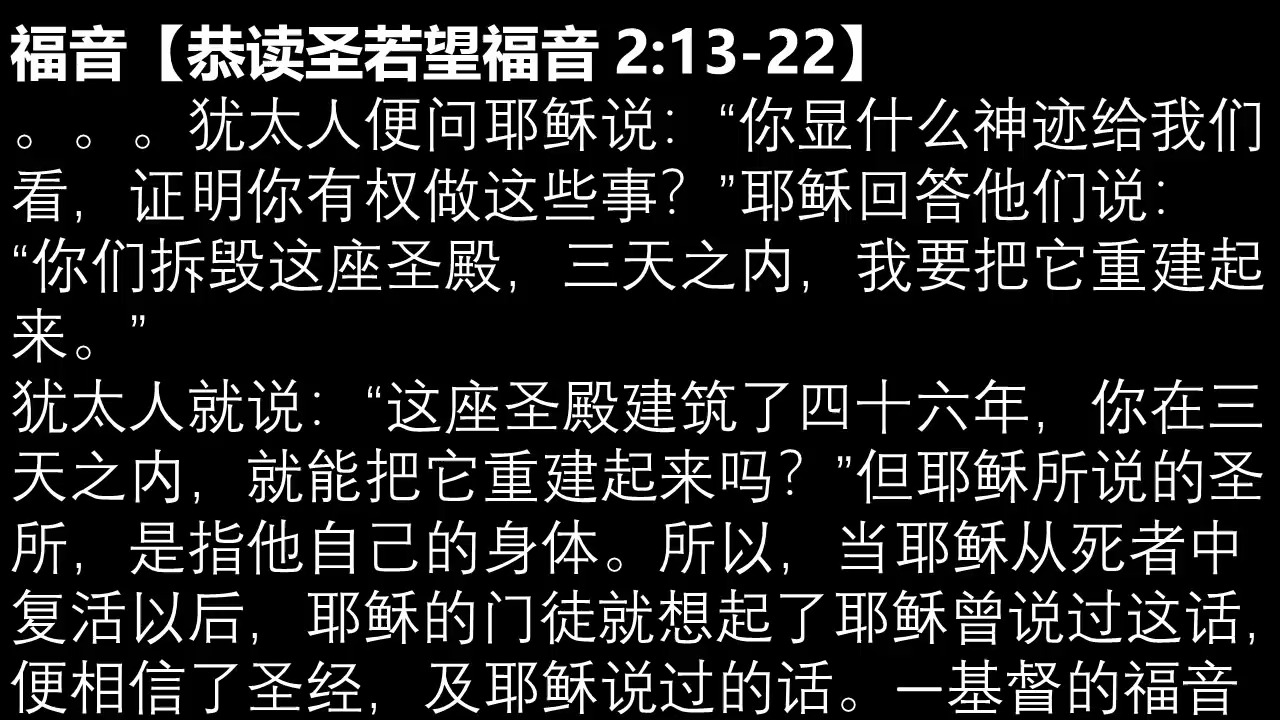 福音【恭读圣若望福音 2:13-22】
。。。犹太人便问耶稣说：“你显什么神迹给我们
看，证明你有权做这些事？”耶稣回答他们说：
“你们拆毁这座圣殿，三天之内，我要把它重建起
来。”
犹太人就说：“这座圣殿建筑了四十六年，你在三
天之内，就能把它重建起来吗？”但耶稣所说的圣
所，是指他自己的身体。所以，当耶稣从死者中
复活以后，耶稣的门徒就想起了耶稣曾说过这话，
便相信了圣经，及耶稣说过的话。—基督的福音